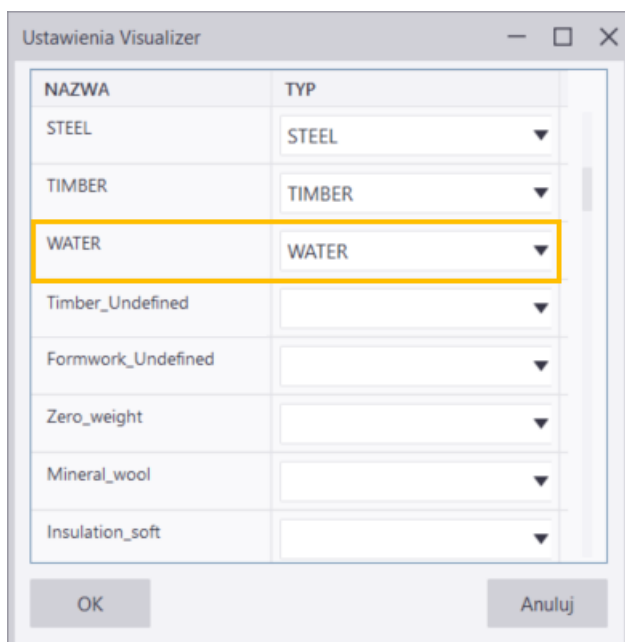 Ustawienia Visualizer
NAZWA TYP
STEEL STEEL
TIMBER TIMBER
WATER WATER
Timber_Undefined
Formwork_Undefined
Zero_weight
Mineral_wool
Insulation_soft
OK Anuluj